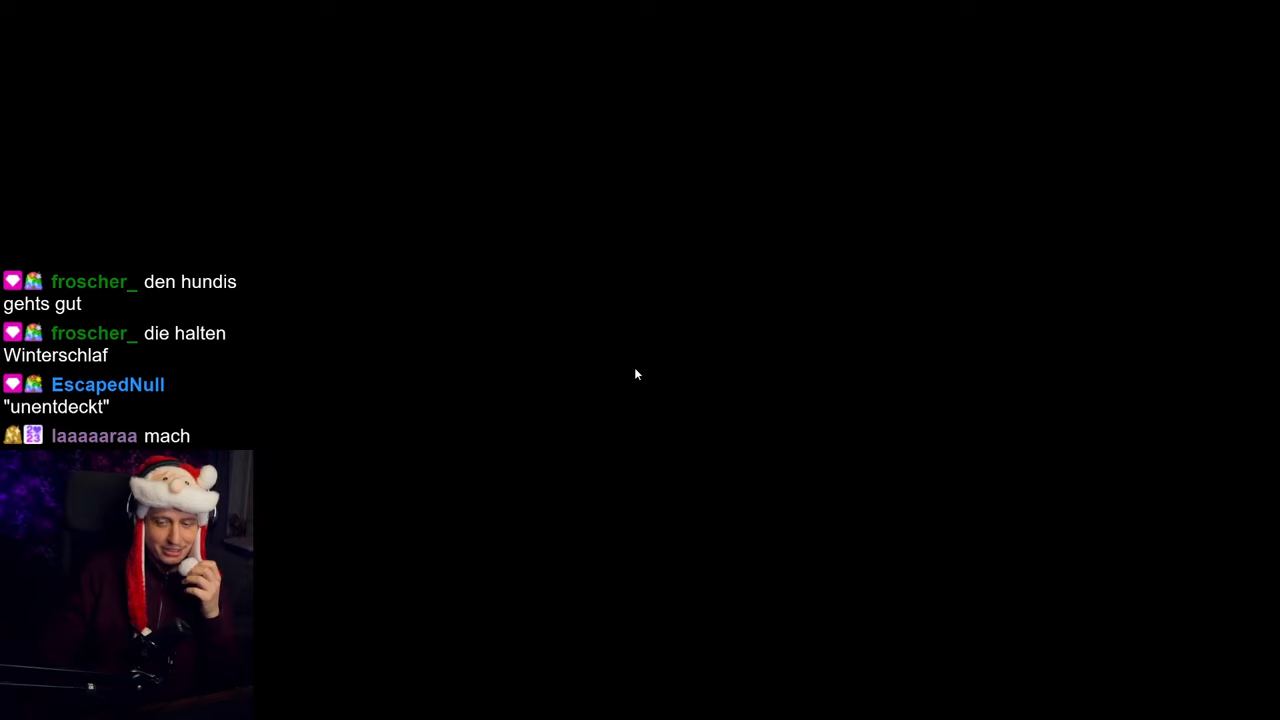 froscher_ den hundis
gehts gut
froscher_ die halten
Winterschlaf
EscapedNull
"unentdeckt"
laaaaaraa mach